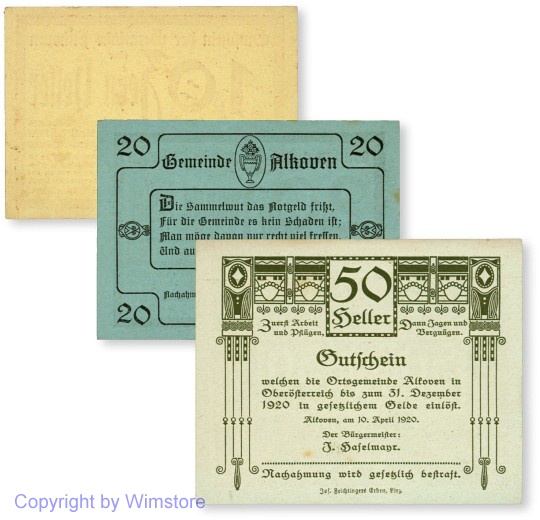 20 20
Gemeinde Alkoven
Die Sammelwut das Notgeld frißt,
Für die Gemeinde es kein Schaden ist;
Man möge davon nur recht viel fressen,
Und au
Nachahm
20
50
Heller
Zuerst Arbeit
und Pflügen.
Dann Jagen und
Vergnügen.
Gutschein
welchen die Ortsgemeinde Alkoven in
Oberösterreich bis zum 31. Dezember
1920 in gesetzlichem Gelde einlöst.
Alkoven, am 10. April 1920.
Der Bürgermeister:
J. Haselmayr.
Nachahmung wird gesetzlich bestraft.
Jos. Feichtingers Erben, Linz.
Copyright by Wimstore